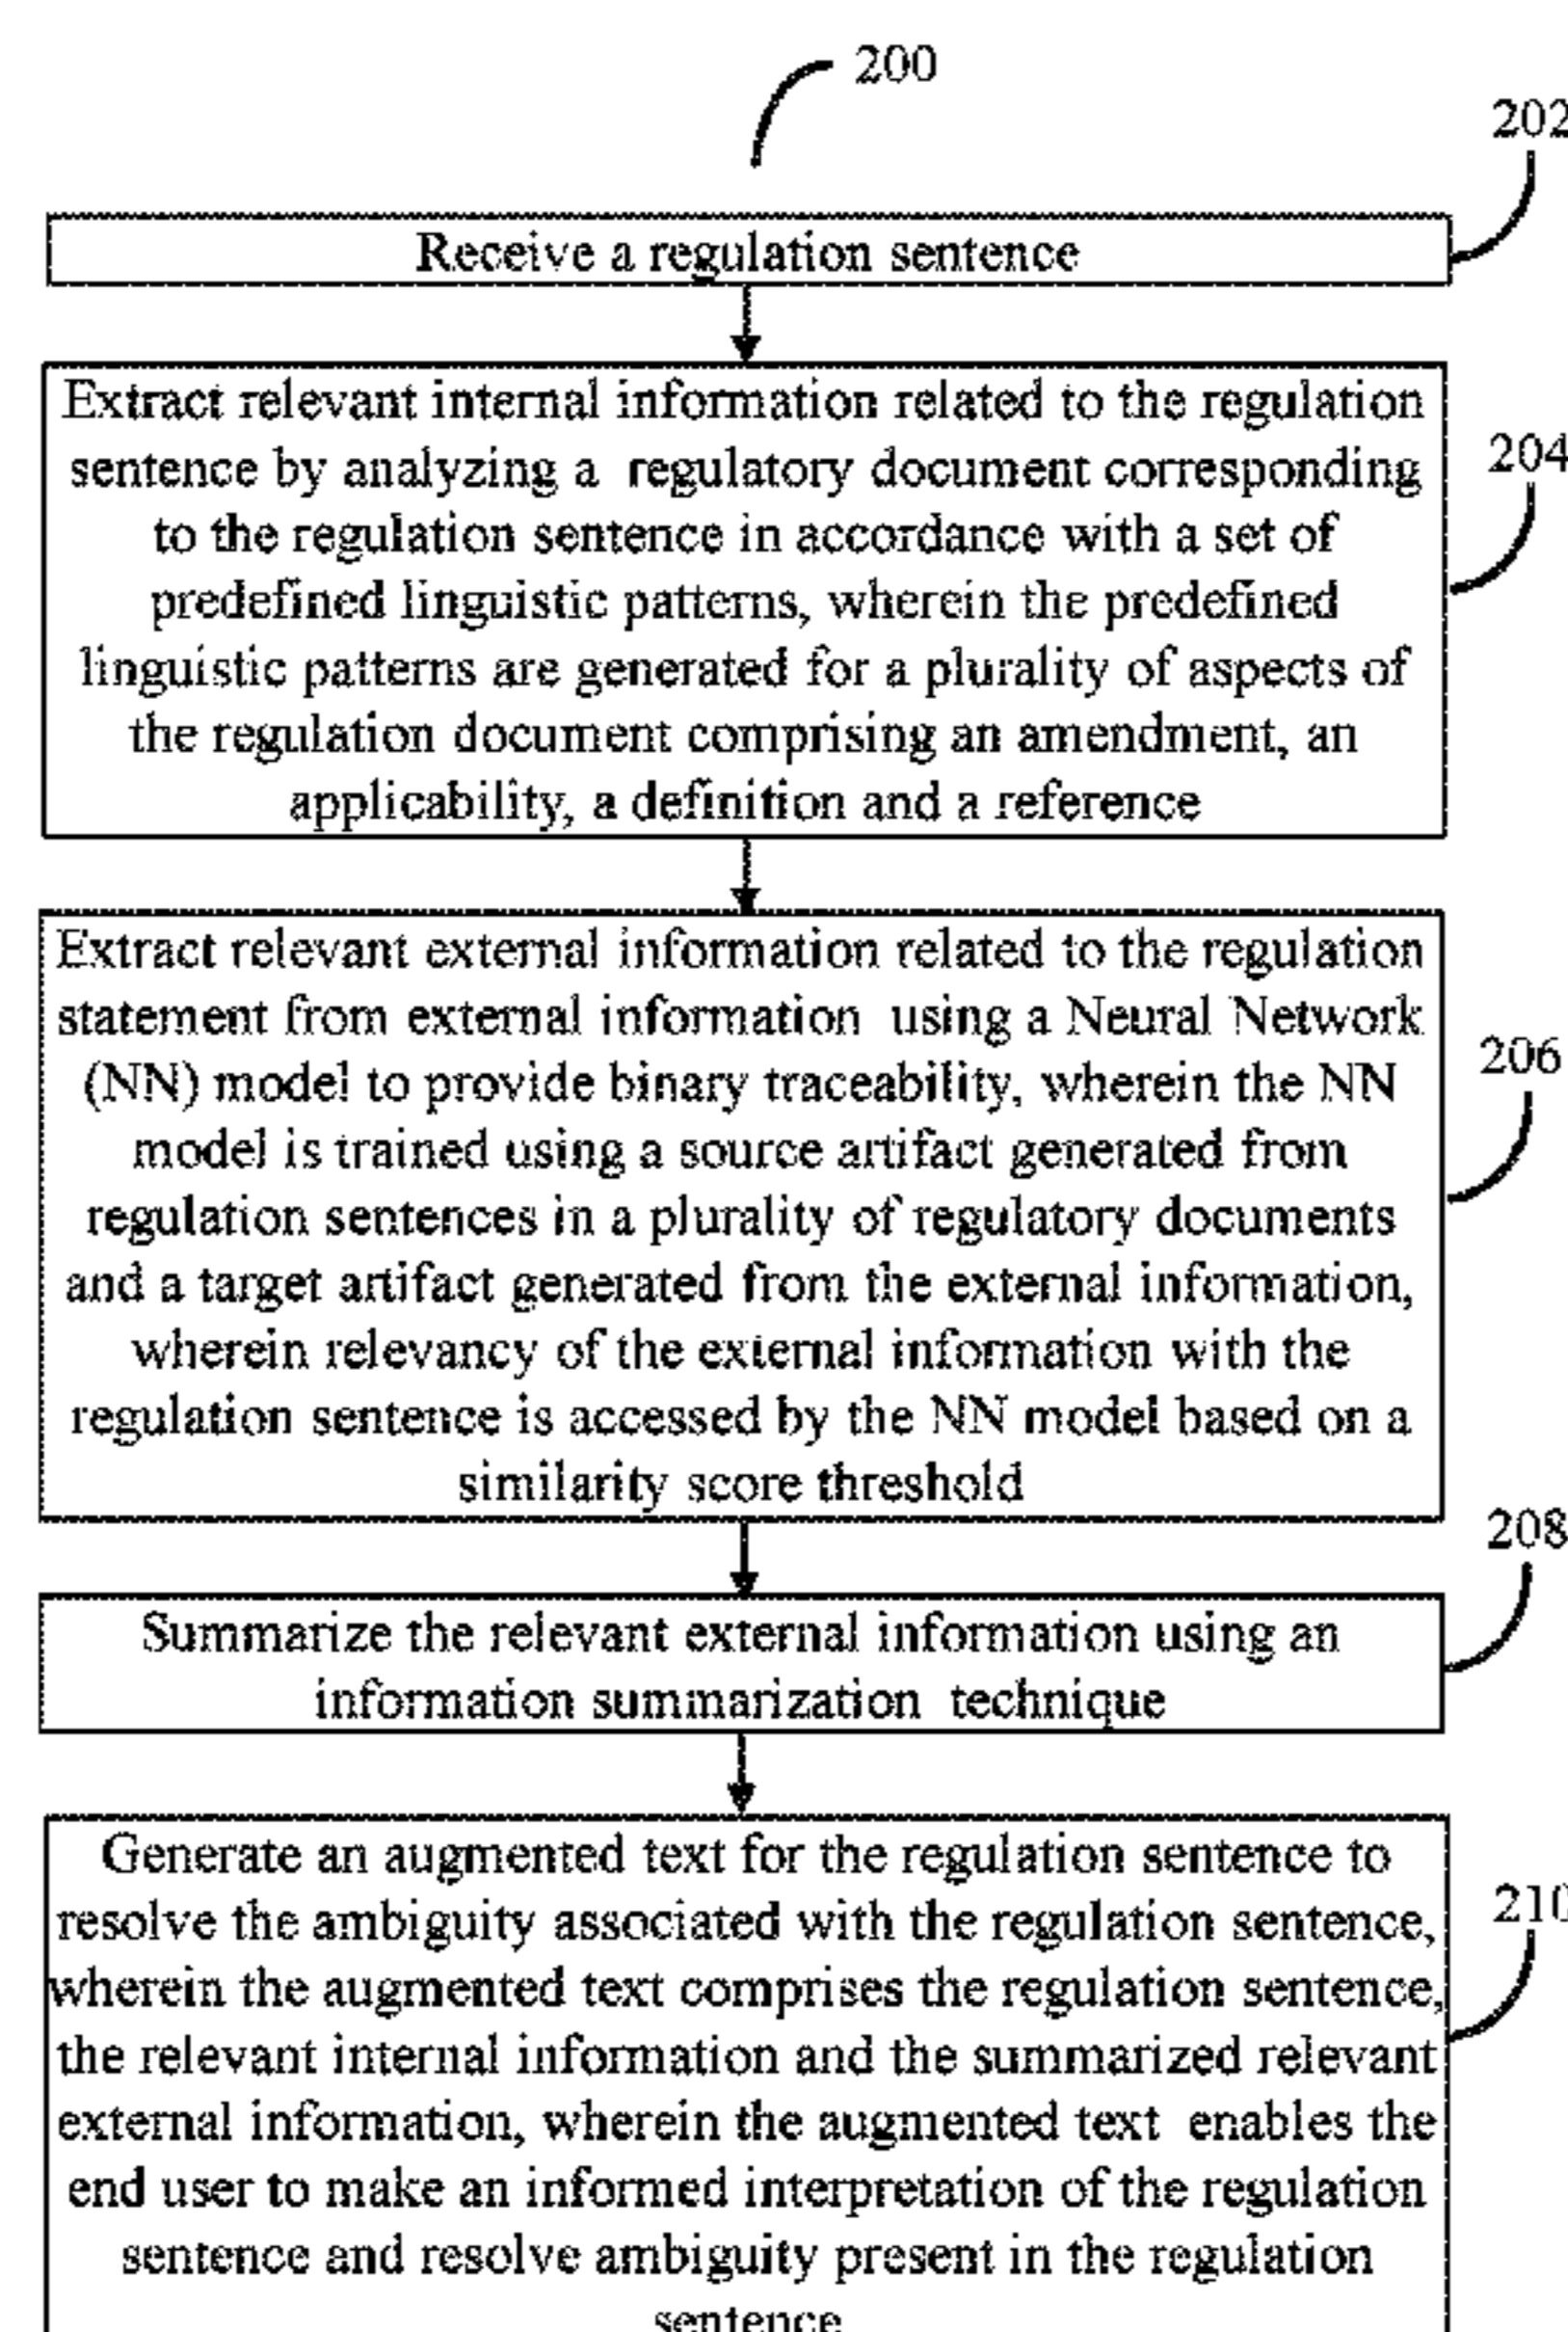 200
202
Receive a regulation sentence
Extract relevant internal information related to the regulation
sentence by analyzing a regulatory document corresponding
to the regulation sentence in accordance with a set of
predefined linguistic patterns, wherein the predefined
linguistic patterns are generated for a plurality of aspects of
the regulation document comprising an amendment, an
applicability, a definition and a reference
204
Extract relevant external information related to the regulation
statement from external information using a Neural Network
(NN) model to provide binary traceability, wherein the NN
model is trained using a source artifact generated from
regulation sentences in a plurality of regulatory documents
and a target artifact generated from the external information,
wherein relevancy of the external information with the
regulation sentence is accessed by the NN model based on a
similarity score threshold
206
208
Summarize the relevant external information using an
information summarization technique
Generate an augmented text for the regulation sentence to
resolve the ambiguity associated with the regulation sentence,
wherein the augmented text comprises the regulation sentence,
the relevant internal information and the summarized relevant
external information, wherein the augmented text enables the
end user to make an informed interpretation of the regulation
sentence and resolve ambiguity present in the regulation
sentence
210